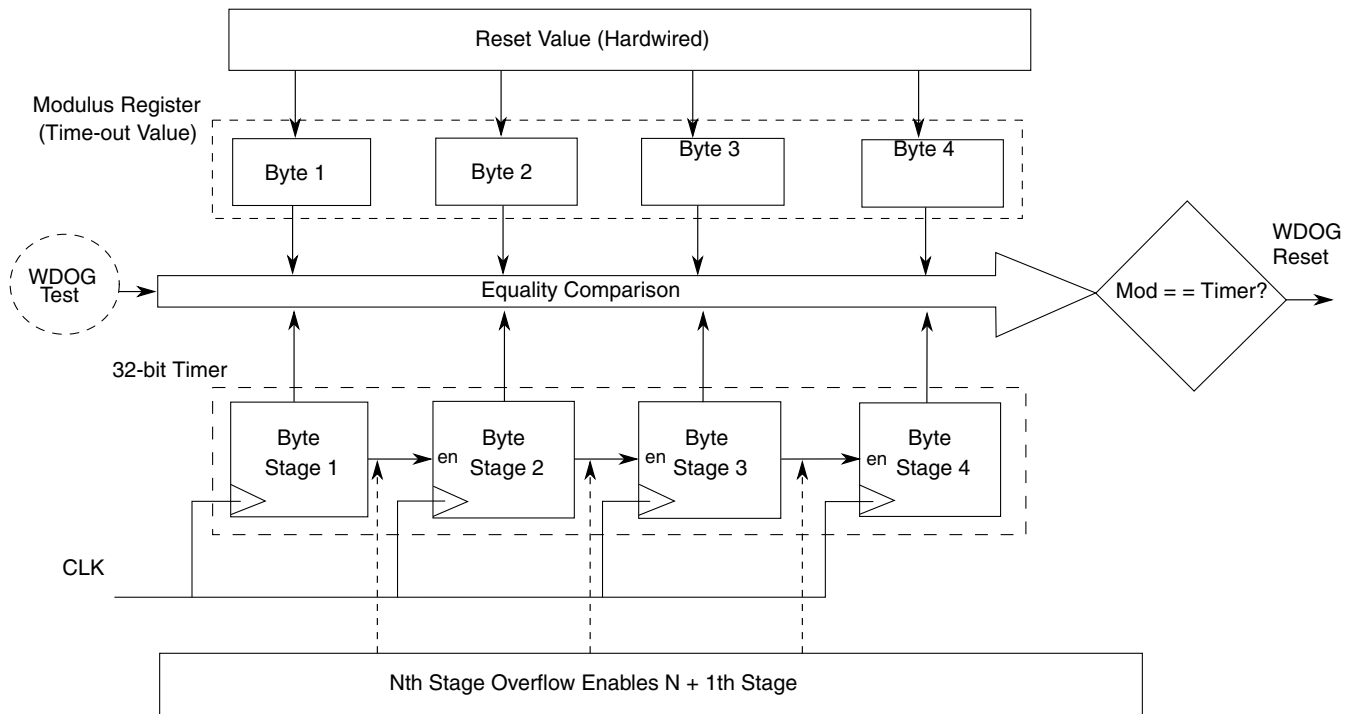 Reset Value (Hardwired)
Modulus Register
(Time-out Value)
Byte 1
Byte 2
Byte 3
Byte 4
WDOG
Test
Equality Comparison
Mod = = Timer?
WDOG
Reset
32-bit Timer
Byte
Stage 1
en
Byte
Stage 2
en
Byte
Stage 3
en
Byte
Stage 4
CLK
Nth Stage Overflow Enables N + 1th Stage